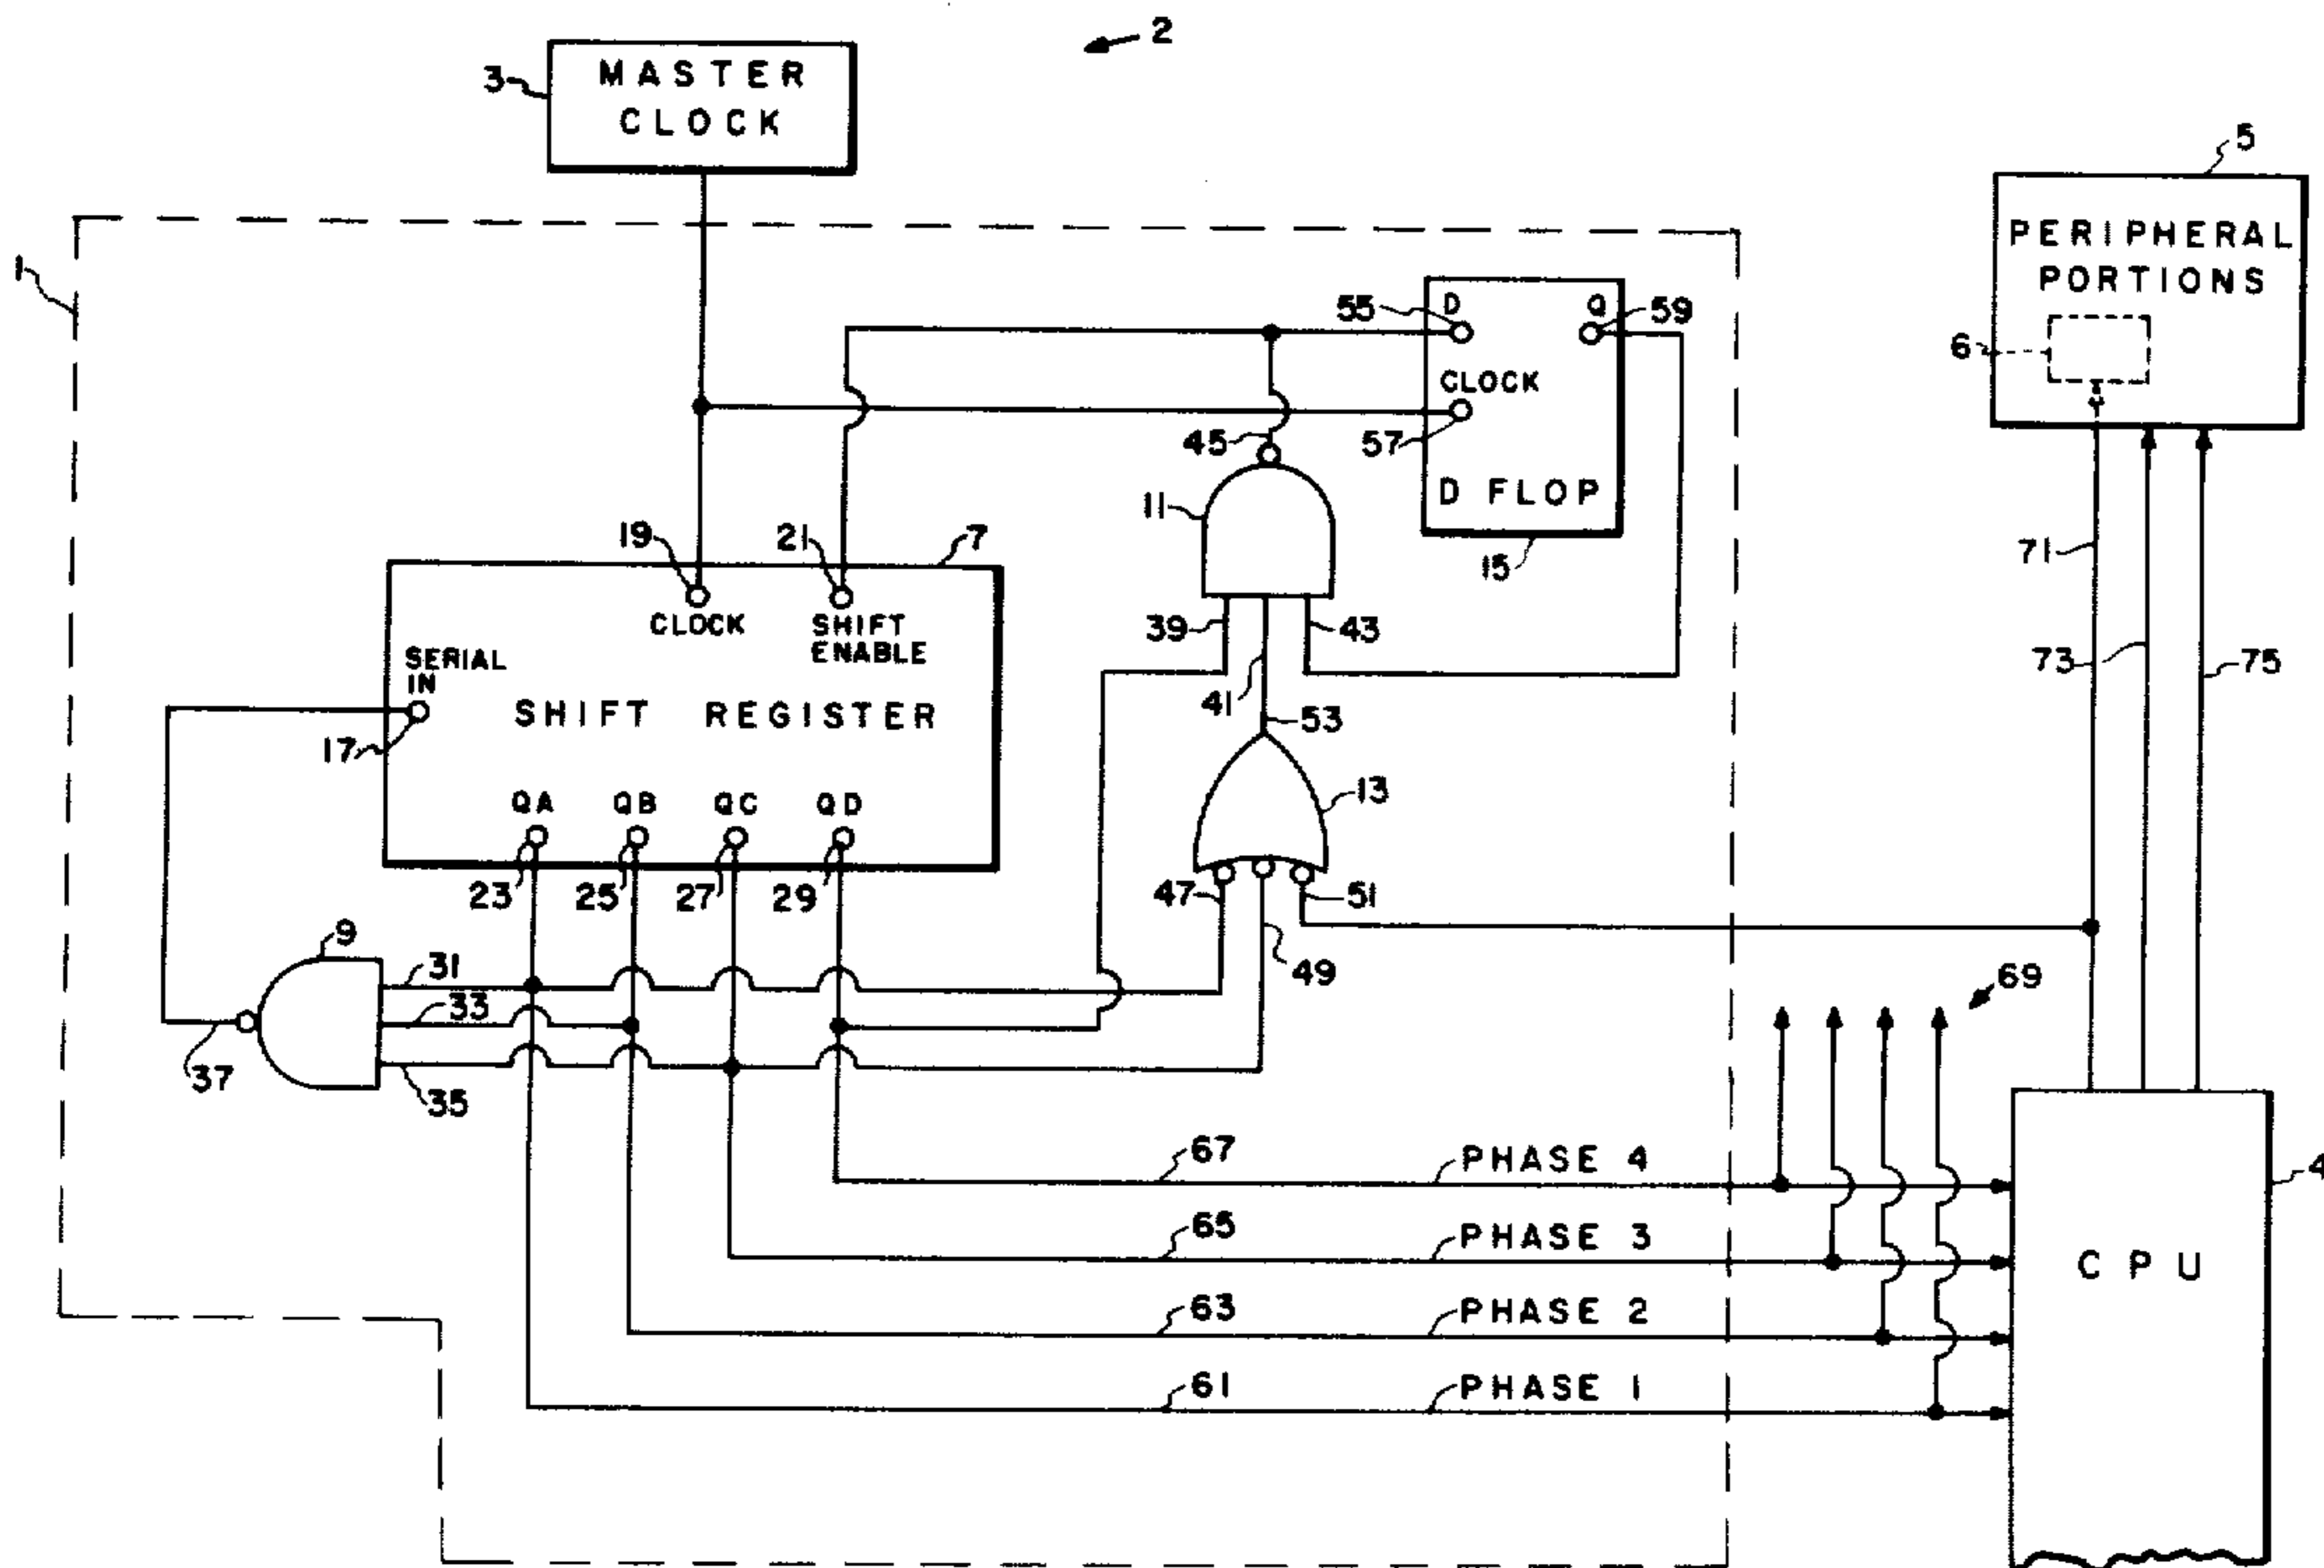 2
3
MASTER
CLOCK
5
PERIPHERAL
PORTIONS
6
1
55
D
Q
59
CLOCK
57
45
D FLOP
11
15
71
19
21
7
CLOCK
SHIFT
ENABLE
39
43
73
75
SERIAL
IN
17
SHIFT REGISTER
41
53
QA QB QC QD
13
23 25 27 29
47
51
9
31
49
69
33
37
35
67
PHASE 4
4
65
PHASE 3
CPU
63
PHASE 2
61
PHASE 1